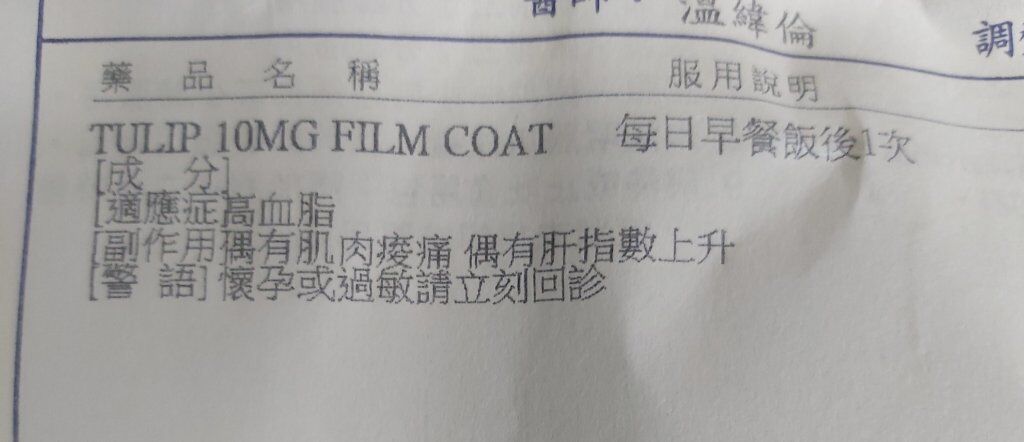 醫師：溫緯倫
調
藥品名稱 服用說明
TULIP 10MG FILM COAT 每日早餐飯後1次
[成 分]
[適應症高血脂
[副作用偶有肌肉痠痛 偶有肝指數上升
[警 語] 懷孕或過敏請立刻回診